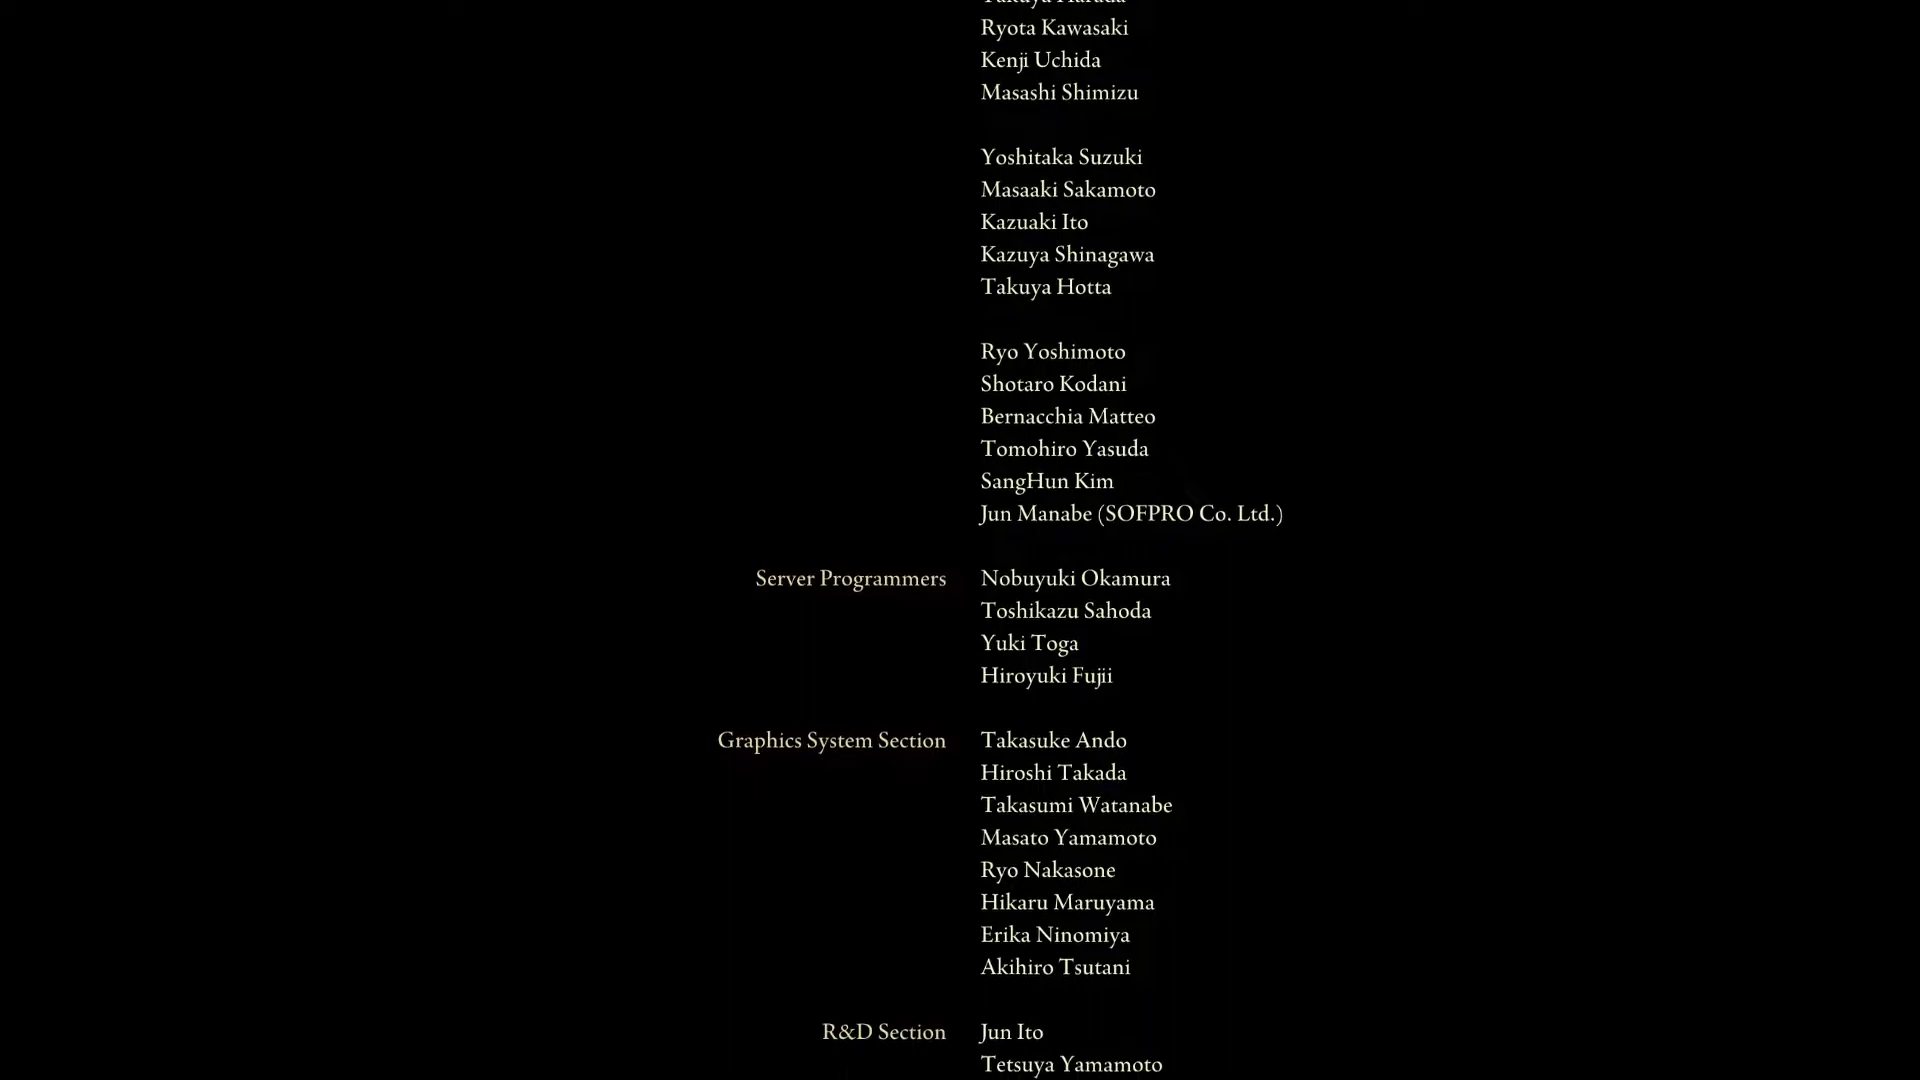 Ryota Kawasaki
Kenji Uchida
Masashi Shimizu
Yoshitaka Suzuki
Masaaki Sakamoto
Kazuaki Ito
Kazuya Shinagawa
Takuya Hotta
Ryo Yoshimoto
Shotaro Kodani
Bernacchia Matteo
Tomohiro Yasuda
SangHun Kim
Jun Manabe (SOFPRO Co. Ltd.)
Server Programmers Nobuyuki Okamura
Toshikazu Sahoda
Yuki Toga
Hiroyuki Fujii
Graphics System Section Takasuke Ando
Hiroshi Takada
Takasumi Watanabe
Masato Yamamoto
Ryo Nakasone
Hikaru Maruyama
Erika Ninomiya
Akihiro Tsutani
R&D Section Jun Ito
Tetsuya Yamamoto